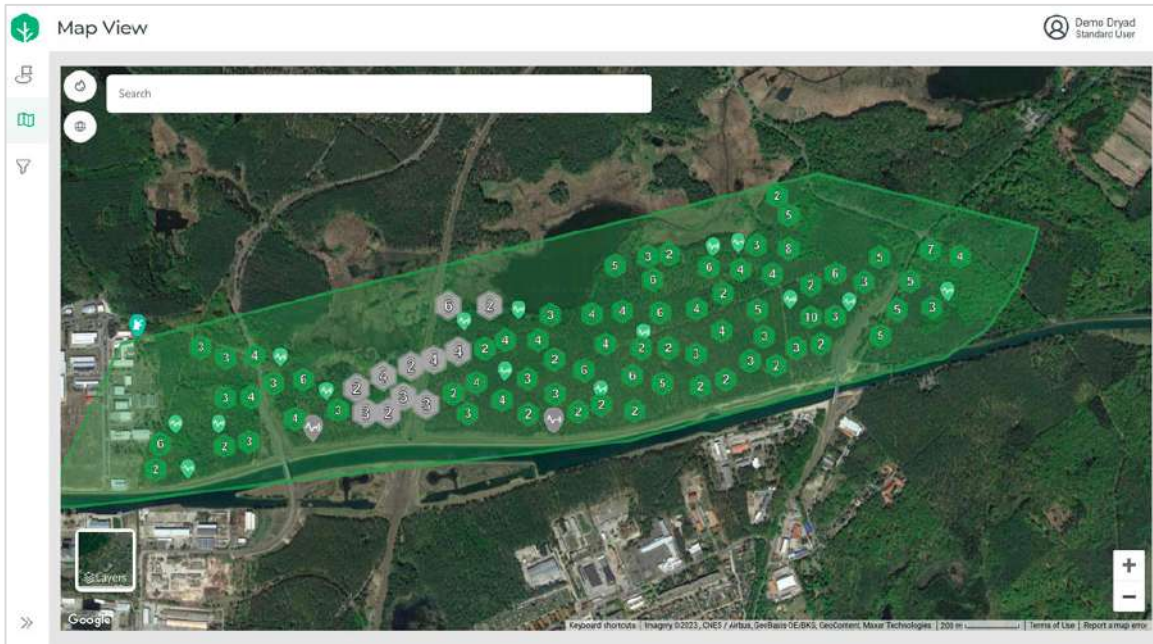 Map View
Demo Dryad
Standard User
Search
2
5
3 2 3 8
5 6 4 4 5 7 4
6 2 2 6 3 5
6 2 3 4 4 6 4 5 10 3 5 3
3 3 4 2 4 4 4 2 2 3 4 3 3 2 5
3 6 2 4 2 4 4 2 6 6 5 2 2 3 2
3 4 4 3 3 2 3 3 2 4 3 4 2 3 2 2 2
6 2 3
2
Layers
Google
Keyboard shortcuts
Imagery ©2023 , CNES / Airbus, GeoBasis-DE/BKG, GeoContent, Maxar Technologies
200 m
Terms of Use
Report a map error